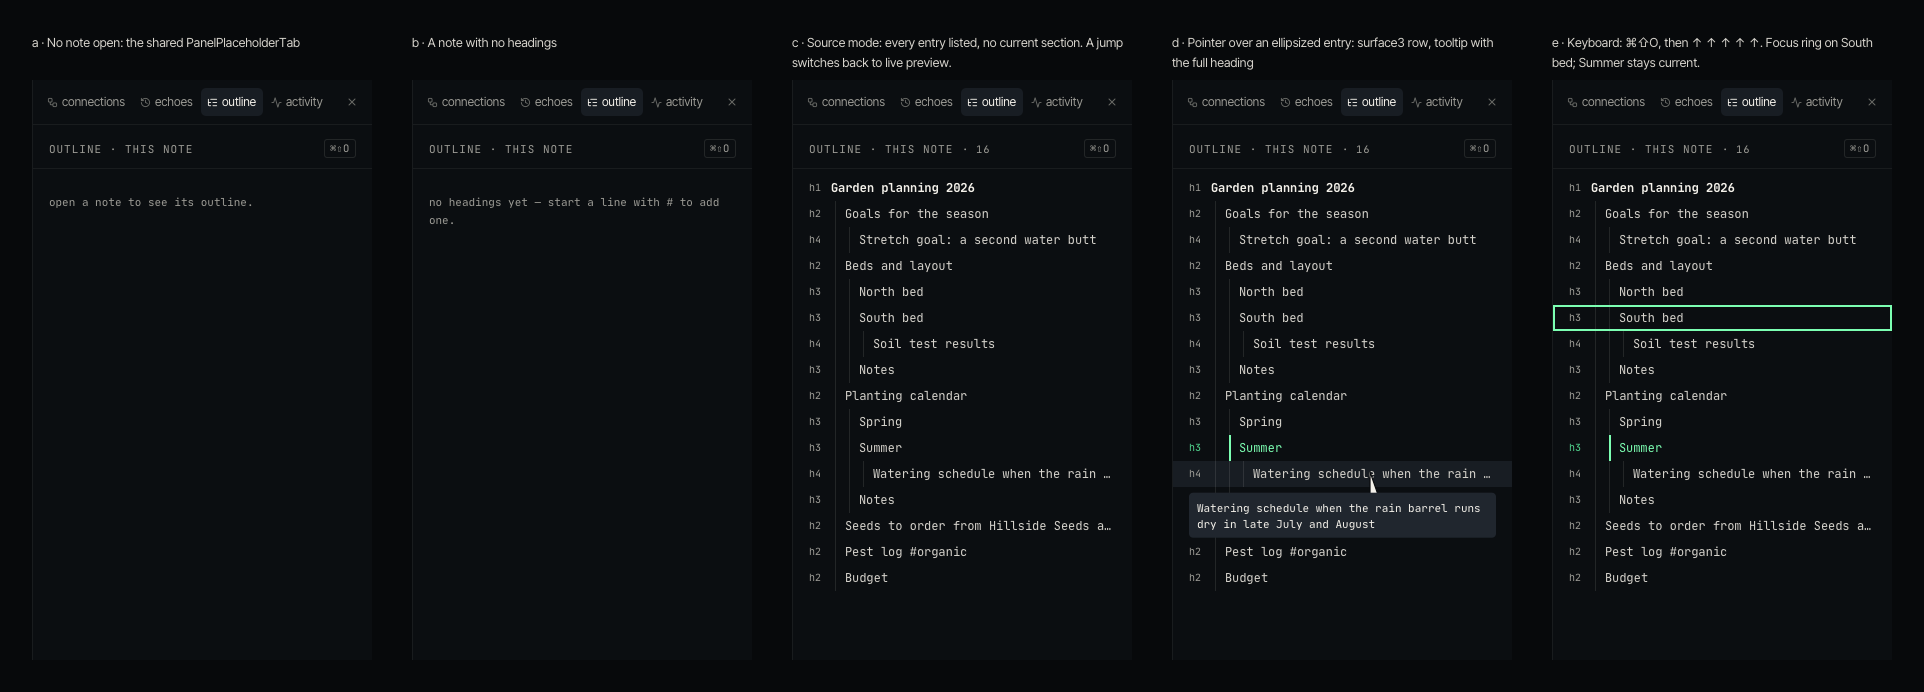 a · No note open: the shared PanelPlaceholderTab
connections echoes outline activity ×
OUTLINE · THIS NOTE ⌘⇧O
open a note to see its outline.
b · A note with no headings
connections echoes outline activity ×
OUTLINE · THIS NOTE ⌘⇧O
no headings yet — start a line with # to add
one.
c · Source mode: every entry listed, no current section. A jump
switches back to live preview.
connections echoes outline activity ×
OUTLINE · THIS NOTE · 16 ⌘⇧O
h1 Garden planning 2026
h2 Goals for the season
h4 Stretch goal: a second water butt
h2 Beds and layout
h3 North bed
h3 South bed
h4 Soil test results
h3 Notes
h2 Planting calendar
h3 Spring
h3 Summer
h4 Watering schedule when the rain …
h3 Notes
h2 Seeds to order from Hillside Seeds a…
h2 Pest log #organic
h2 Budget
d · Pointer over an ellipsized entry: surface3 row, tooltip with
the full heading
connections echoes outline activity ×
OUTLINE · THIS NOTE · 16 ⌘⇧O
h1 Garden planning 2026
h2 Goals for the season
h4 Stretch goal: a second water butt
h2 Beds and layout
h3 North bed
h3 South bed
h4 Soil test results
h3 Notes
h2 Planting calendar
h3 Spring
h3 Summer
h4 Watering schedule when the rain …
Watering schedule when the rain barrel runs
dry in late July and August
h2 Pest log #organic
h2 Budget
e · Keyboard: ⌘⇧O, then ↑ ↑ ↑ ↑ ↑. Focus ring on South
bed; Summer stays current.
connections echoes outline activity ×
OUTLINE · THIS NOTE · 16 ⌘⇧O
h1 Garden planning 2026
h2 Goals for the season
h4 Stretch goal: a second water butt
h2 Beds and layout
h3 North bed
h3 South bed
h4 Soil test results
h3 Notes
h2 Planting calendar
h3 Spring
h3 Summer
h4 Watering schedule when the rain …
h3 Notes
h2 Seeds to order from Hillside Seeds a…
h2 Pest log #organic
h2 Budget